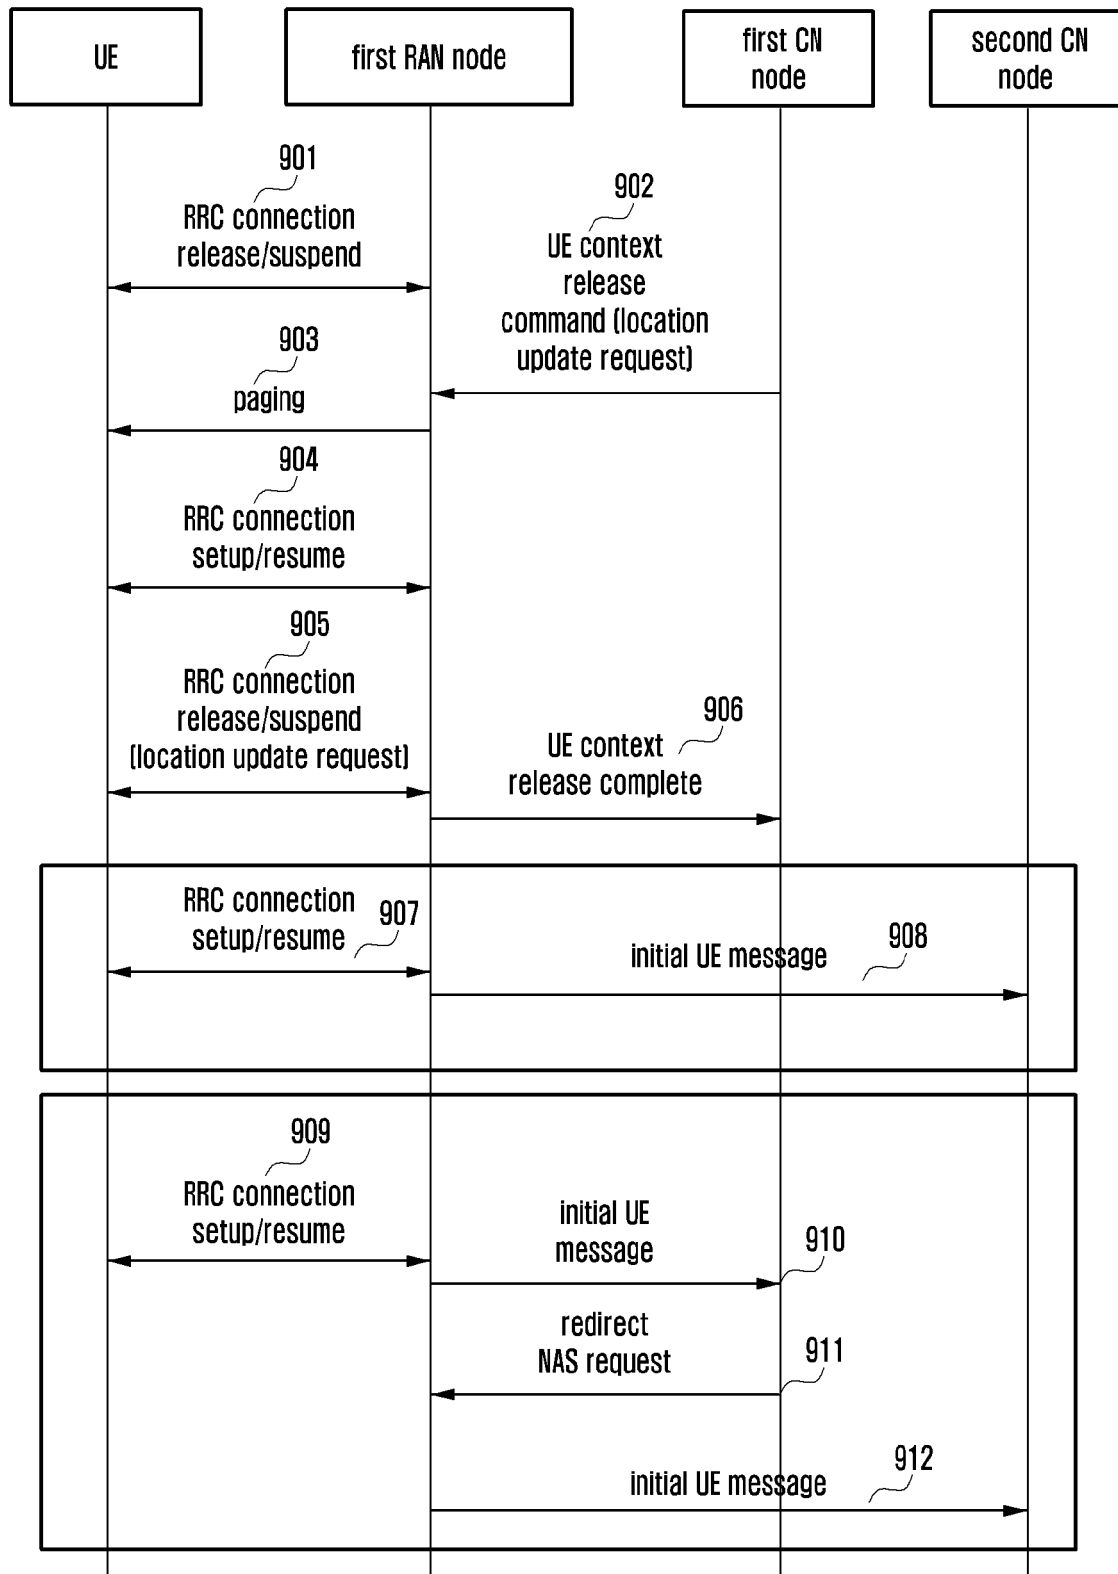 UE
first RAN node
first CN
node
second CN
node
901
RRC connection
release/suspend
902
UE context
release
command (location
update request)
903
paging
904
RRC connection
setup/resume
905
RRC connection
release/suspend
(location update request)
906
UE context
release complete
RRC connection
setup/resume
907
initial UE message
908
909
RRC connection
setup/resume
initial UE
message
910
redirect
NAS request
911
initial UE message
912